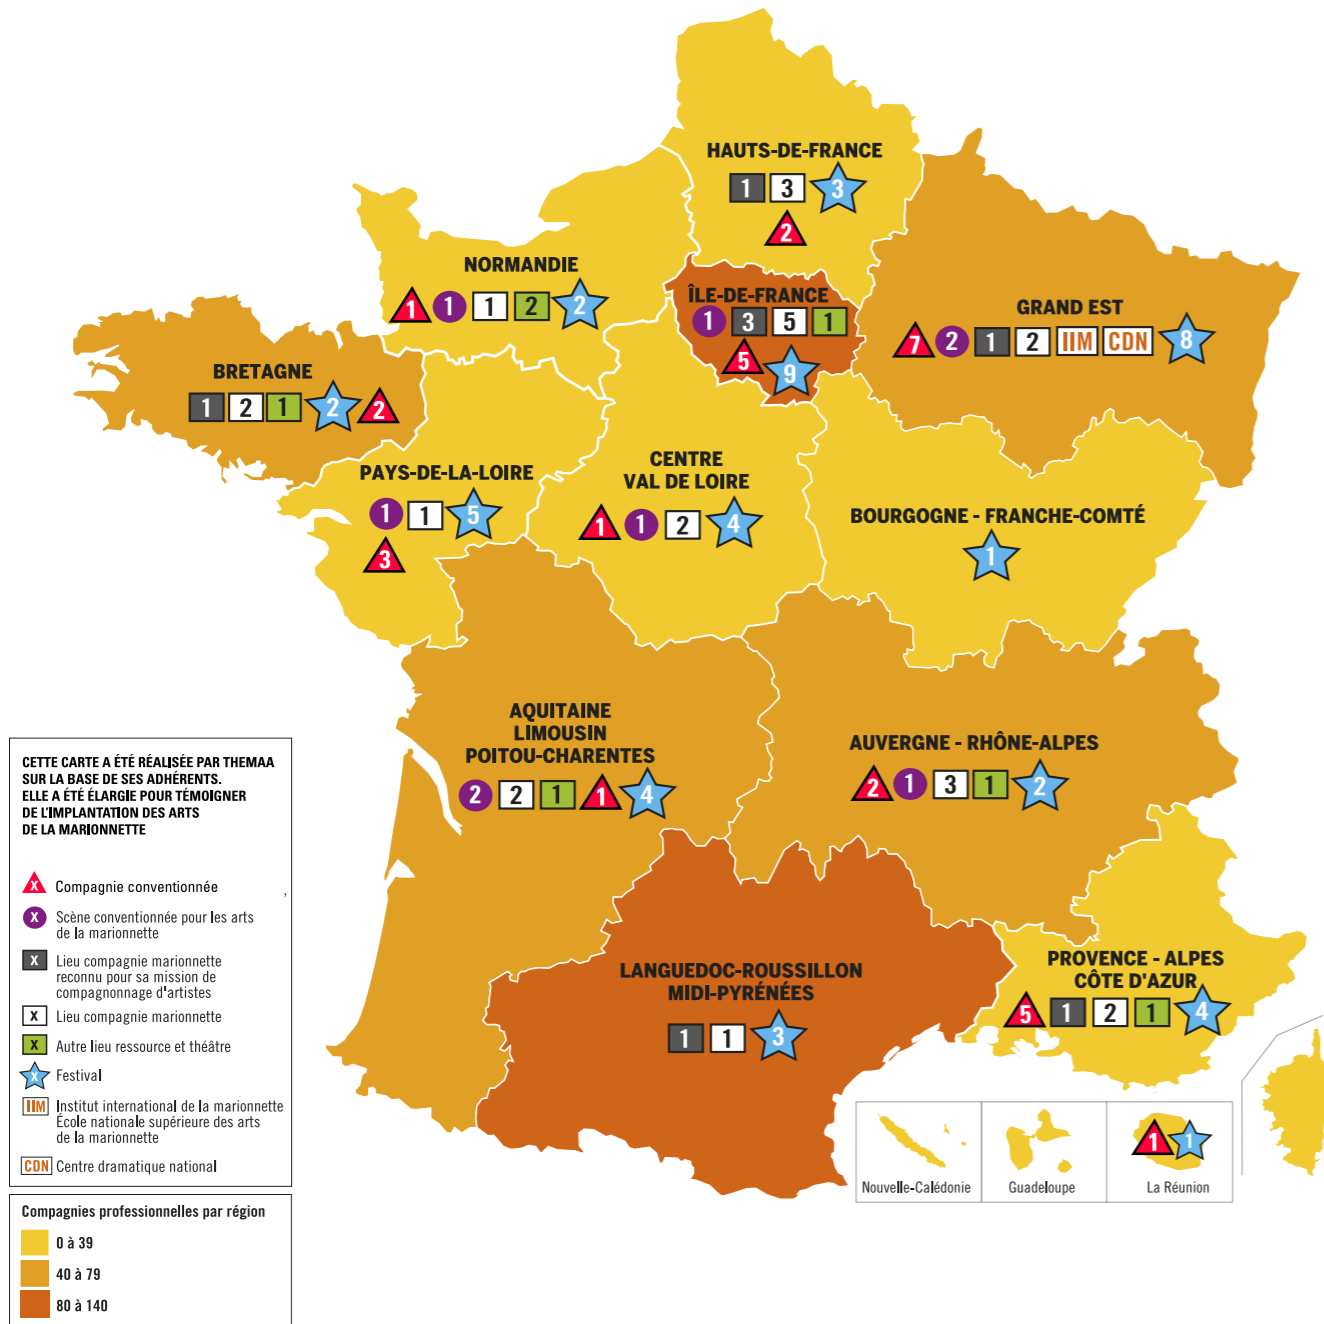 HAUTS-DE-FRANCE
1 3 3
2
NORMANDIE
1 1 1 2 2
ÎLE-DE-FRANCE
1 3 5 1
5 9
GRAND EST
7 2 1 2 IIM CDN 8
BRETAGNE
1 2 1 2 2
PAYS-DE-LA-LOIRE
1 1 5
3
CENTRE
VAL DE LOIRE
1 1 2 4
BOURGOGNE - FRANCHE-COMTÉ
1
AQUITAINE
LIMOUSIN
POITOU-CHARENTES
2 2 1 1 4
AUVERGNE - RHÔNE-ALPES
2 1 3 1 2
LANGUEDOC-ROUSSILLON
MIDI-PYRÉNÉES
1 1 3
PROVENCE - ALPES
CÔTE D'AZUR
5 1 2 1 4
Nouvelle-Calédonie
Guadeloupe
1 1
La Réunion
CETTE CARTE A ÉTÉ RÉALISÉE PAR THEMAA
SUR LA BASE DE SES ADHÉRENTS.
ELLE A ÉTÉ ÉLARGIE POUR TÉMOIGNER
DE L'IMPLANTATION DES ARTS
DE LA MARIONNETTE
X Compagnie conventionnée ,
X Scène conventionnée pour les arts
de la marionnette
X Lieu compagnie marionnette
reconnu pour sa mission de
compagnonnage d'artistes
X Lieu compagnie marionnette
X Autre lieu ressource et théâtre
X Festival
IIM Institut international de la marionnette
École nationale supérieure des arts
de la marionnette
CDN Centre dramatique national
Compagnies professionnelles par région
0 à 39
40 à 79
80 à 140